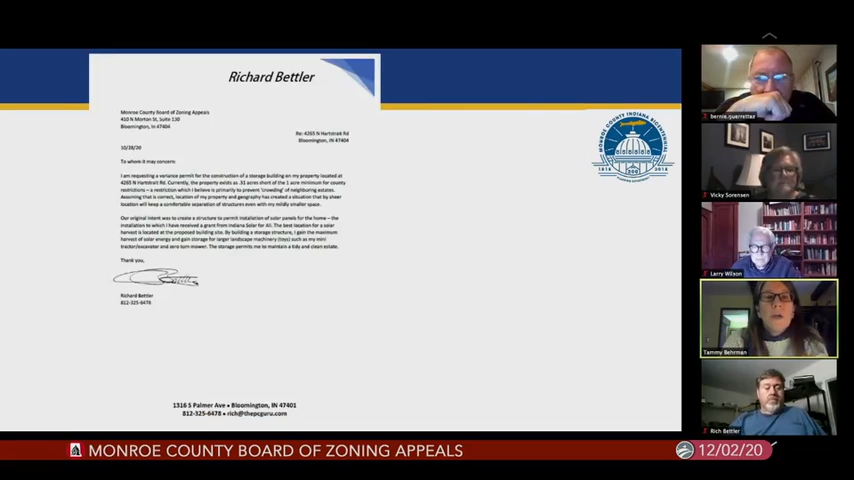 Richard Bettler
Monroe County Board of Zoning Appeals
410 N Morton St, Suite 130
Bloomington, IN 47404
Re: 4265 N Hartstrait Rd
Bloomington, IN 47404
10/28/20
To whom it may concern:
I am requesting a variance permit for the construction of a storage building on my property located at
4265 N Hartstrait Rd. Currently, the property exists as .31 acres short of the 1 acre minimum for county
restrictions – a restriction which I believe is primarily to prevent 'crowding' of neighboring estates.
Assuming that is correct, location of my property and geography has created a situation that by sheer
location will keep a comfortable separation of structures even with my mildly smaller space.
Our original intent was to create a structure to permit installation of solar panels for the home – the
installation to which I have received a grant from Indiana Solar for All. The best location for a solar
harvest is located at the proposed building site. By building a storage structure, I gain the maximum
harvest of solar energy and gain storage for larger landscape machinery (toys) such as my mini
tractor/excavator and zero turn mower. The storage permits me to maintain a tidy and clean estate.
Thank you,
Richard Bettler
812-325-6478
1316 S Palmer Ave • Bloomington, IN 47401
812-325-6478 • rich@thepcguru.com
MONROE COUNTY INDIANA BICENTENNIAL
1818
200
2018
bernie.guerrettaz
Vicky Sorensen
Larry Wilson
Tammy Behrman
Rich Bettler
MONROE COUNTY BOARD OF ZONING APPEALS
12/02/20